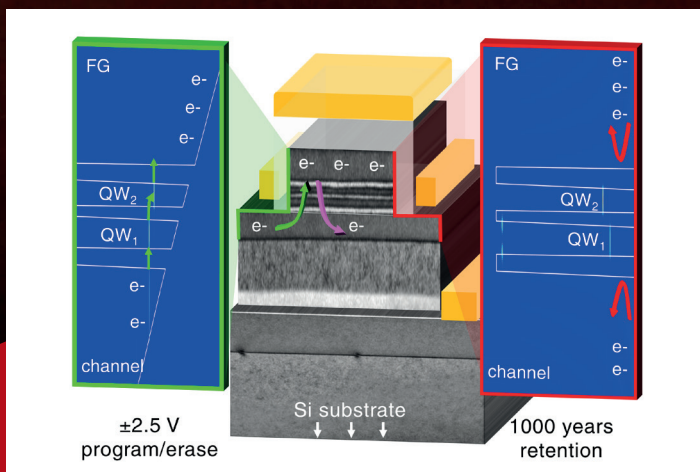 FG
e-
e-
e-
QW2
QW1
e-
e-
channel
±2.5 V
program/erase
e- e- e-
e- e-
Si substrate
FG
e-
e-
e-
QW2
QW1
e-
e-
channel
1000 years
retention